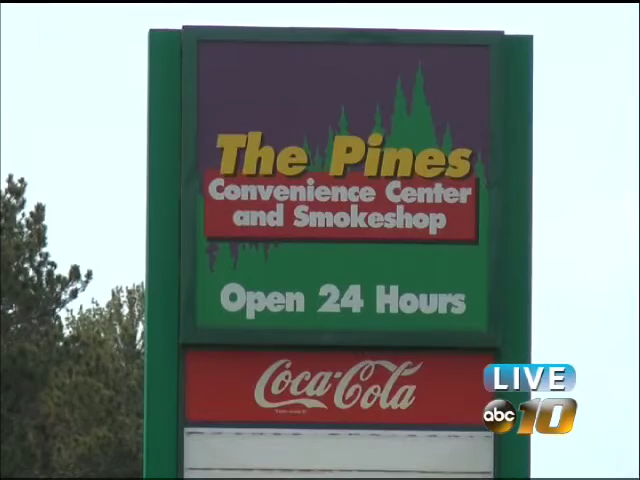 The Pines
Convenience Center
and Smokeshop
Open 24 Hours
Coca-Cola
LIVE
abc 10